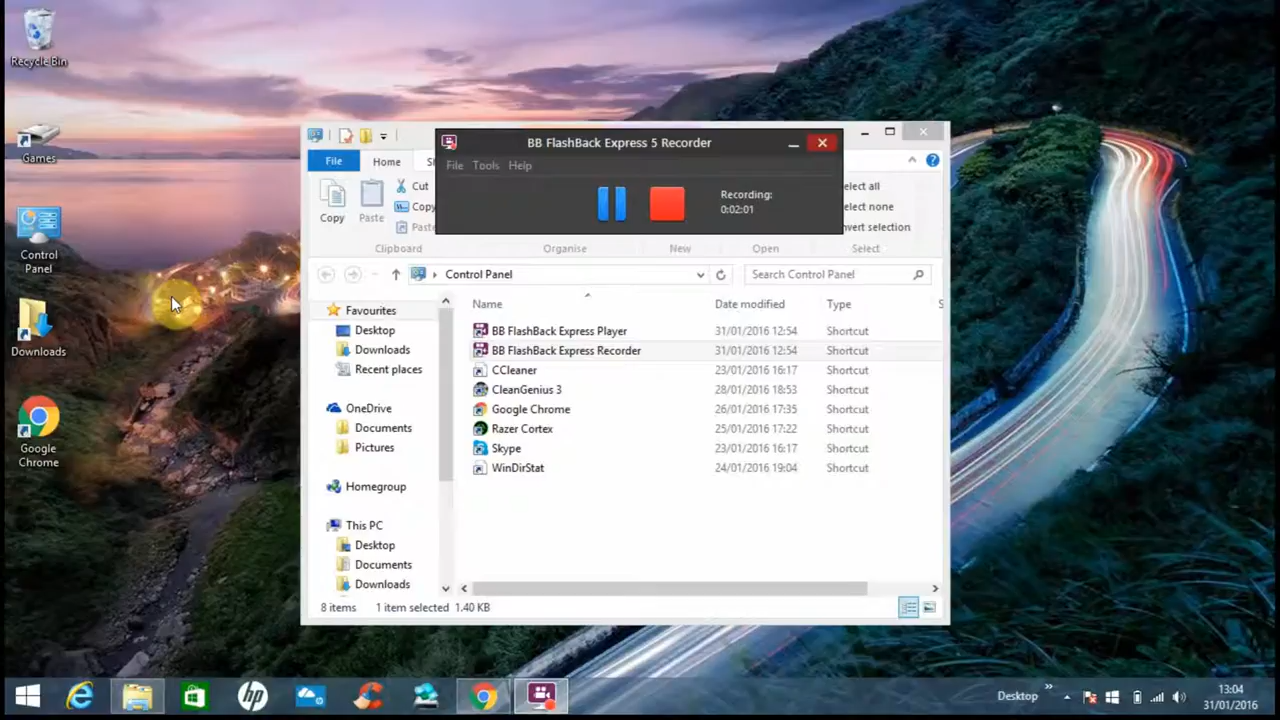 Recycle Bin
Games
Control
Panel
Downloads
Google
Chrome
BB FlashBack Express 5 Recorder
File Tools Help
Recording:
0:02:01
File Home
Copy
Paste
Cut
Copy
Clipboard
Organise
New
Open
Select
elect all
elect none
nvert selection
Control Panel
Search Control Panel
Favourites
Desktop
Downloads
Recent places
OneDrive
Documents
Pictures
Homegroup
This PC
Desktop
Documents
Downloads
Name Date modified Type S
BB FlashBack Express Player 31/01/2016 12:54 Shortcut
BB FlashBack Express Recorder 31/01/2016 12:54 Shortcut
CCleaner 23/01/2016 16:17 Shortcut
CleanGenius 3 28/01/2016 18:53 Shortcut
Google Chrome 26/01/2016 17:35 Shortcut
Razer Cortex 25/01/2016 17:22 Shortcut
Skype 23/01/2016 16:17 Shortcut
WinDirStat 24/01/2016 19:04 Shortcut
8 items 1 item selected 1.40 KB
hp
Desktop
13:04
31/01/2016